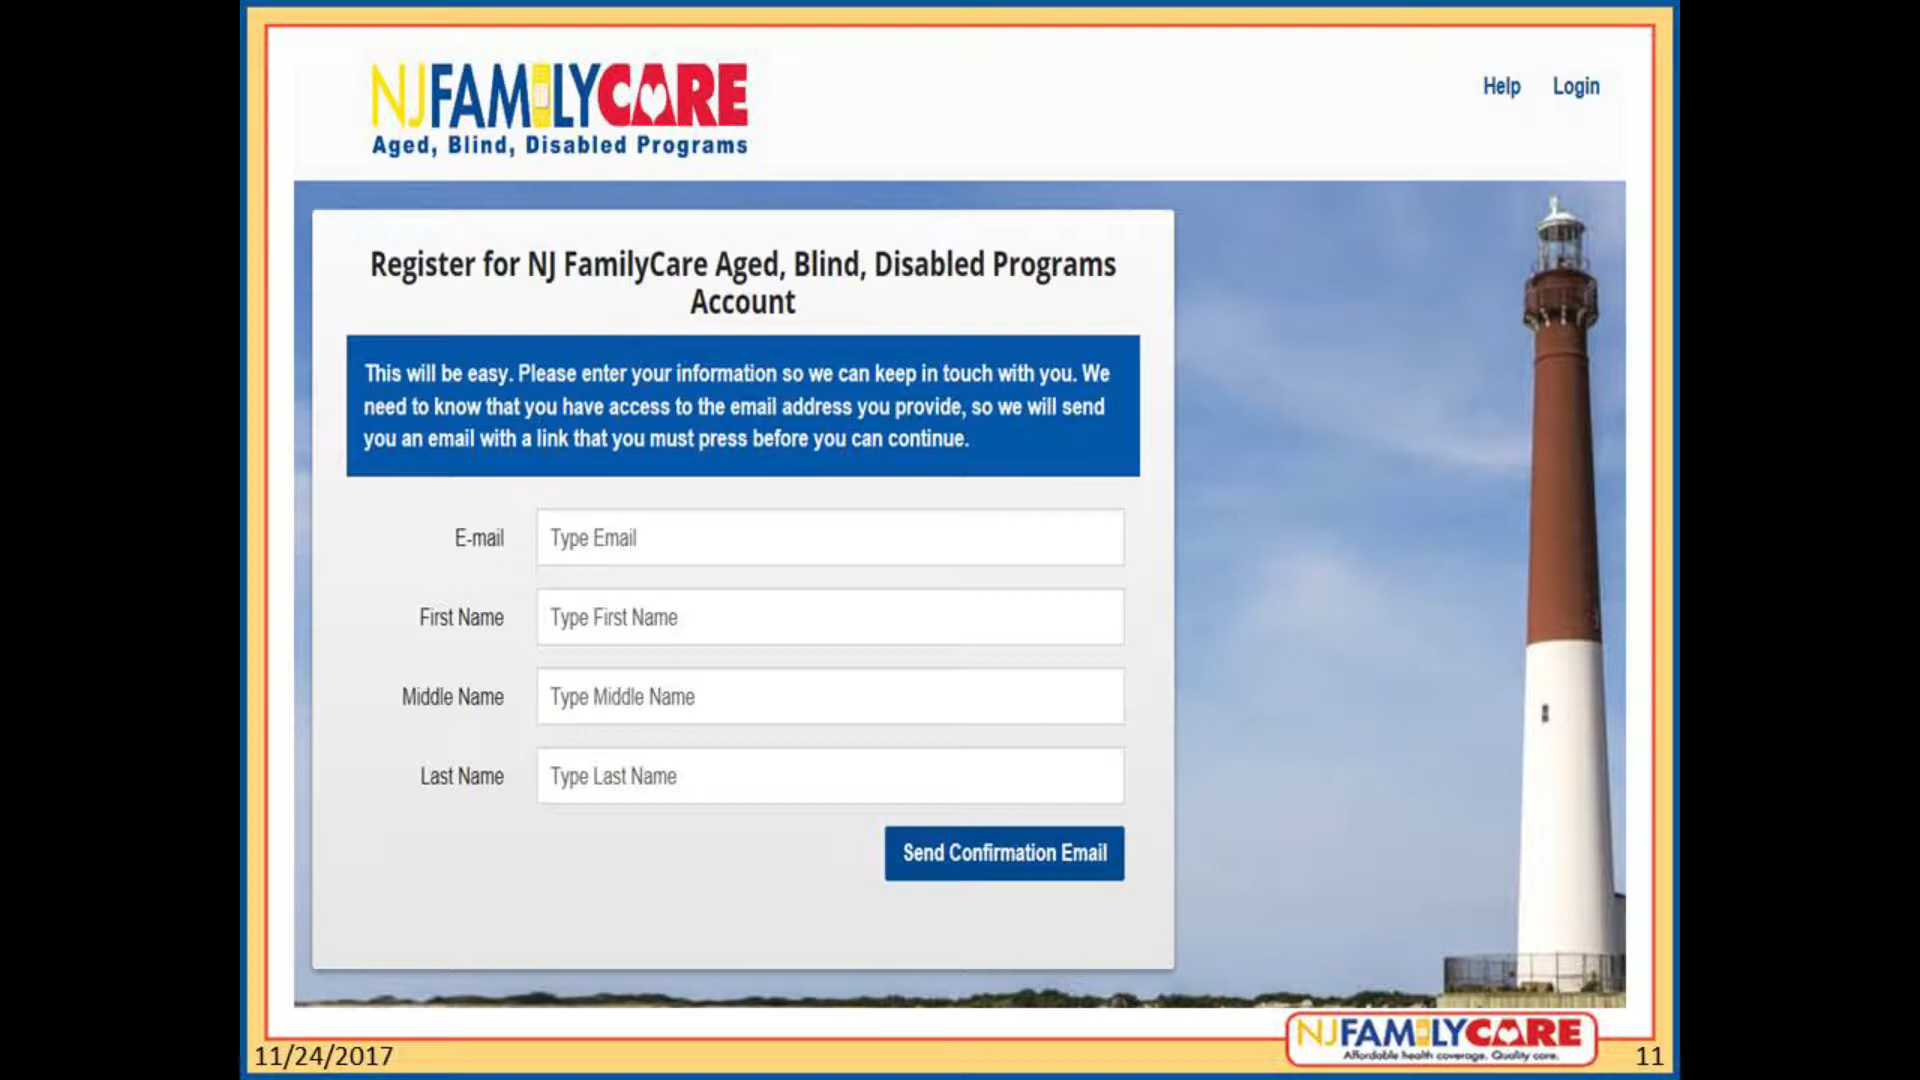 NJFAMILYCARE
Aged, Blind, Disabled Programs
Help Login
Register for NJ FamilyCare Aged, Blind, Disabled Programs
Account
This will be easy. Please enter your information so we can keep in touch with you. We
need to know that you have access to the email address you provide, so we will send
you an email with a link that you must press before you can continue.
E-mail Type Email
First Name Type First Name
Middle Name Type Middle Name
Last Name Type Last Name
Send Confirmation Email
NJFAMILYCARE
Affordable health coverage. Quality care.
11/24/2017 11